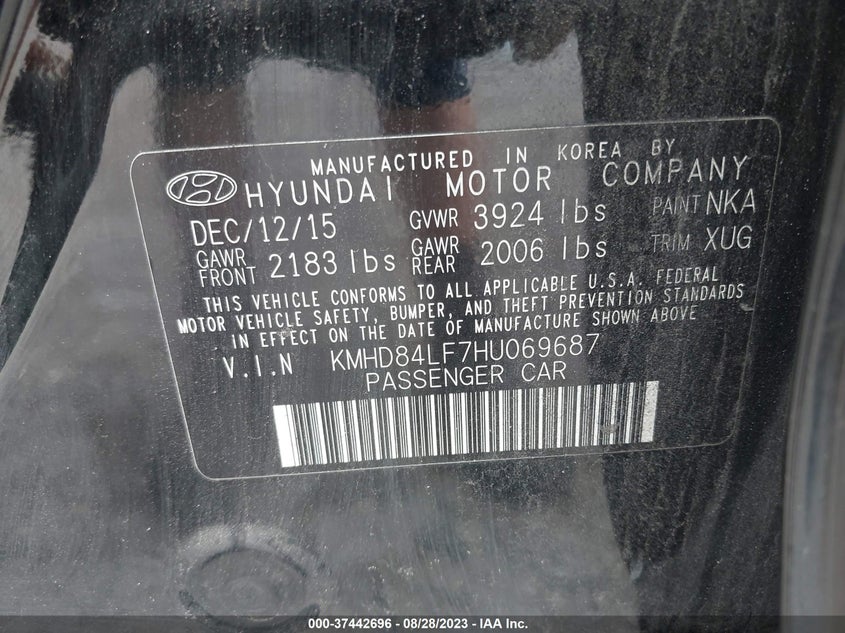 MANUFACTURED IN KOREA BY
HYUNDAI MOTOR COMPANY
DEC/12/15 GVWR 3924 lbs PAINT NKA
GAWR FRONT 2183 lbs GAWR REAR 2006 lbs TRIM XUG
THIS VEHICLE CONFORMS TO ALL APPLICABLE U.S.A. FEDERAL
MOTOR VEHICLE SAFETY, BUMPER, AND THEFT PREVENTION STANDARDS
IN EFFECT ON THE DATE OF MANUFACTURE SHOWN ABOVE
V.I.N KMHD84LF7HU069687
PASSENGER CAR
000-37442696 - 08/28/2023 - IAA Inc.